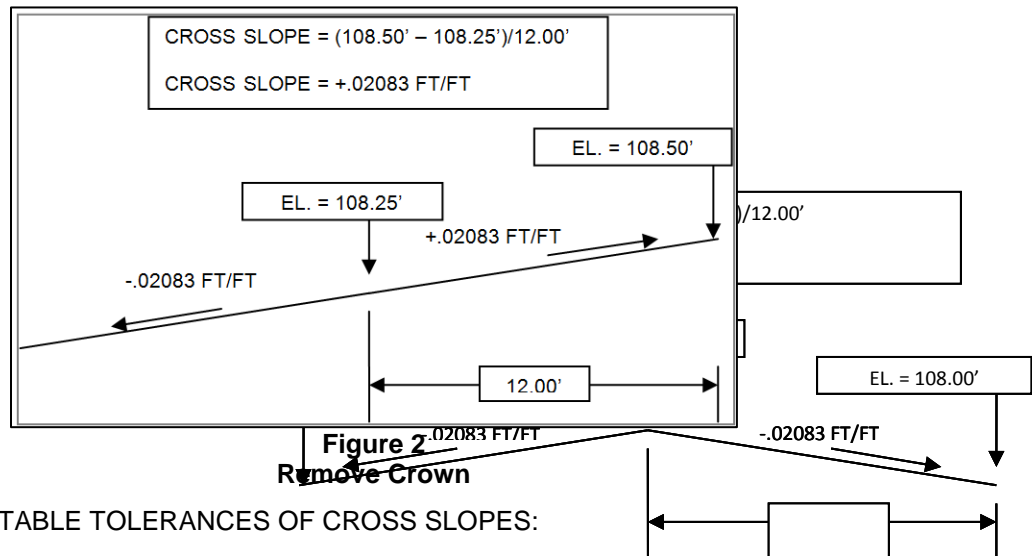 CROSS SLOPE = (108.50’ – 108.25’)/12.00’
CROSS SLOPE = +.02083 FT/FT
EL. = 108.50’
EL. = 108.25’
)/12.00’
+.02083 FT/FT
-.02083 FT/FT
12.00’
EL. = 108.00’
-.02083 FT/FT
-.02083 FT/FT
Figure 2
Remove Crown
TABLE TOLERANCES OF CROSS SLOPES: